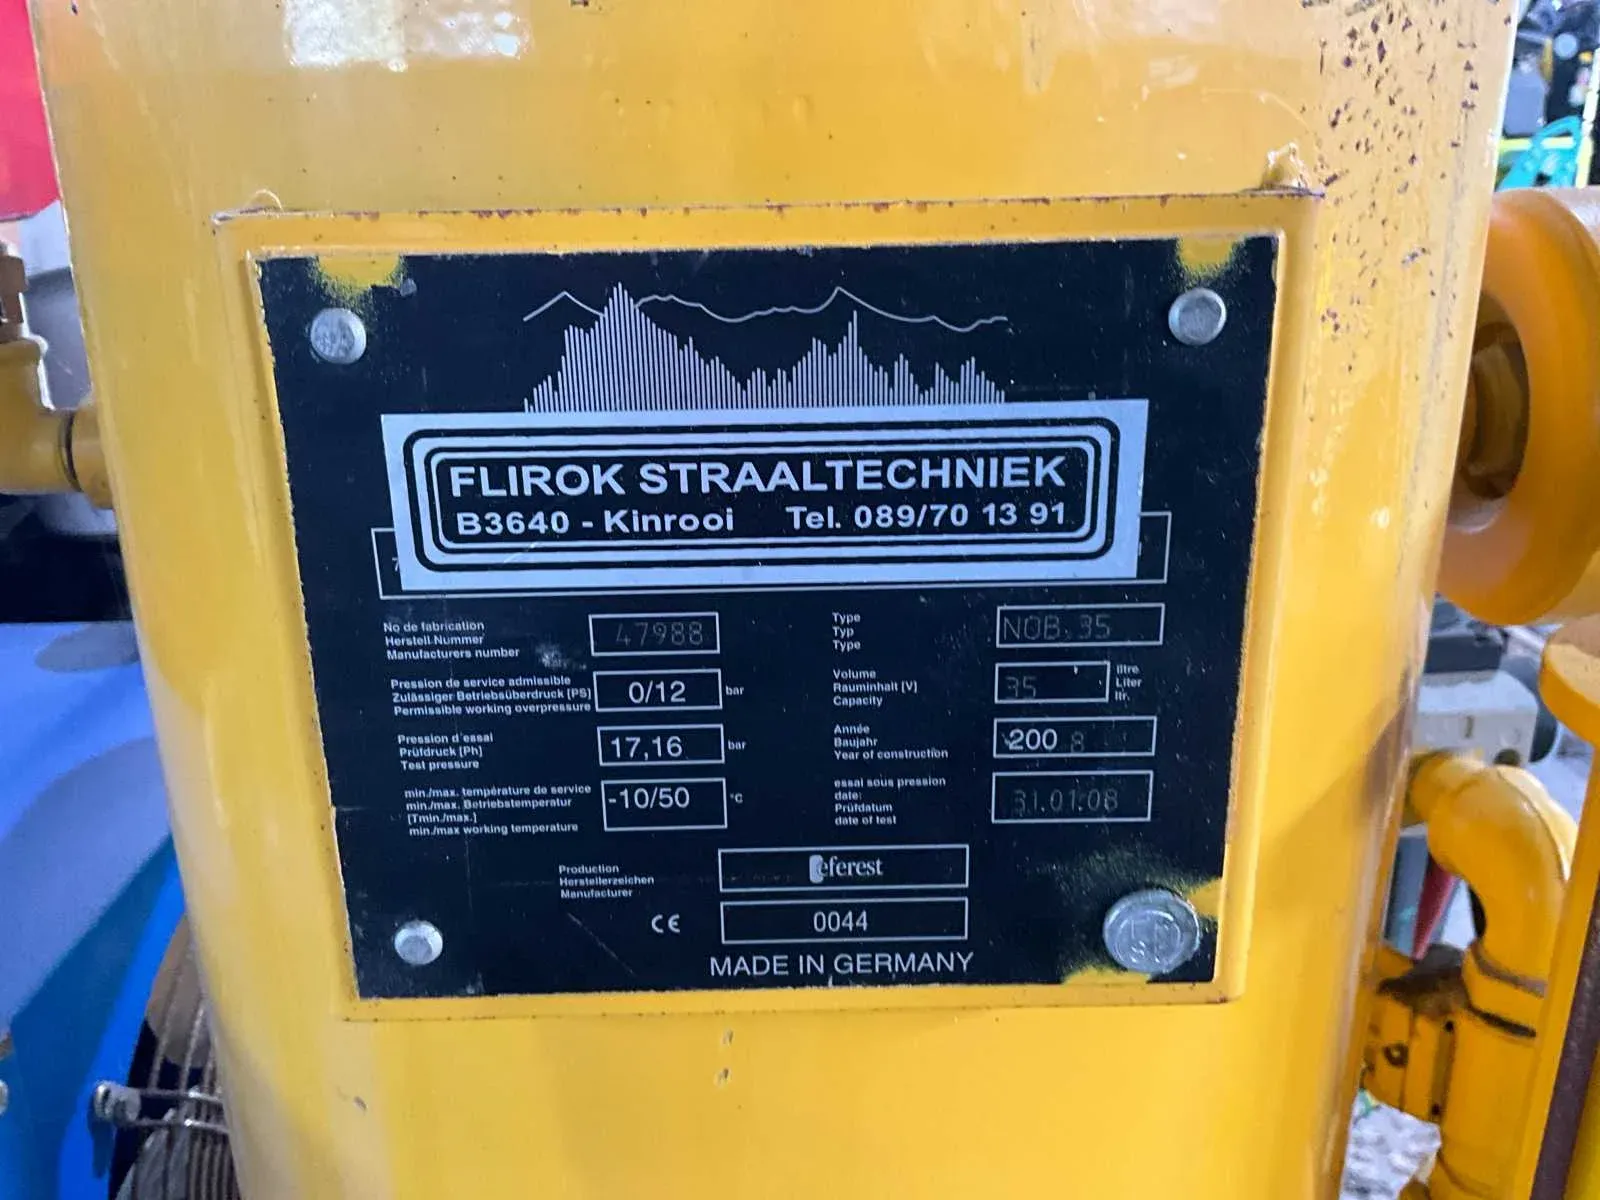 FLIROK STRAALTECHNIEK
B3640 - Kinrooi Tel. 089/70 13 91
No de fabrication
Herstell.Nummer
Manufacturers number
47988
Type
Typ
Type
NOB.35
Pression de service admissible
Zulässiger Betriebsüberdruck [PS]
Permissible working overpressure
0/12 bar
Volume
Rauminhalt [V]
Capacity
35
litre
Liter
ltr.
Pression d'essai
Prüfdruck [Ph]
Test pressure
17,16 bar
Année
Baujahr
Year of construction
200 8
min./max. température de service
min./max. Betriebstemperatur
[Tmin./max.]
min./max working temperature
-10/50 °C
essai sous pression
date:
Prüfdatum
date of test
31.01.08
Production
Herstellerzeichen
Manufacturer
eferest
CE 0044
MADE IN GERMANY